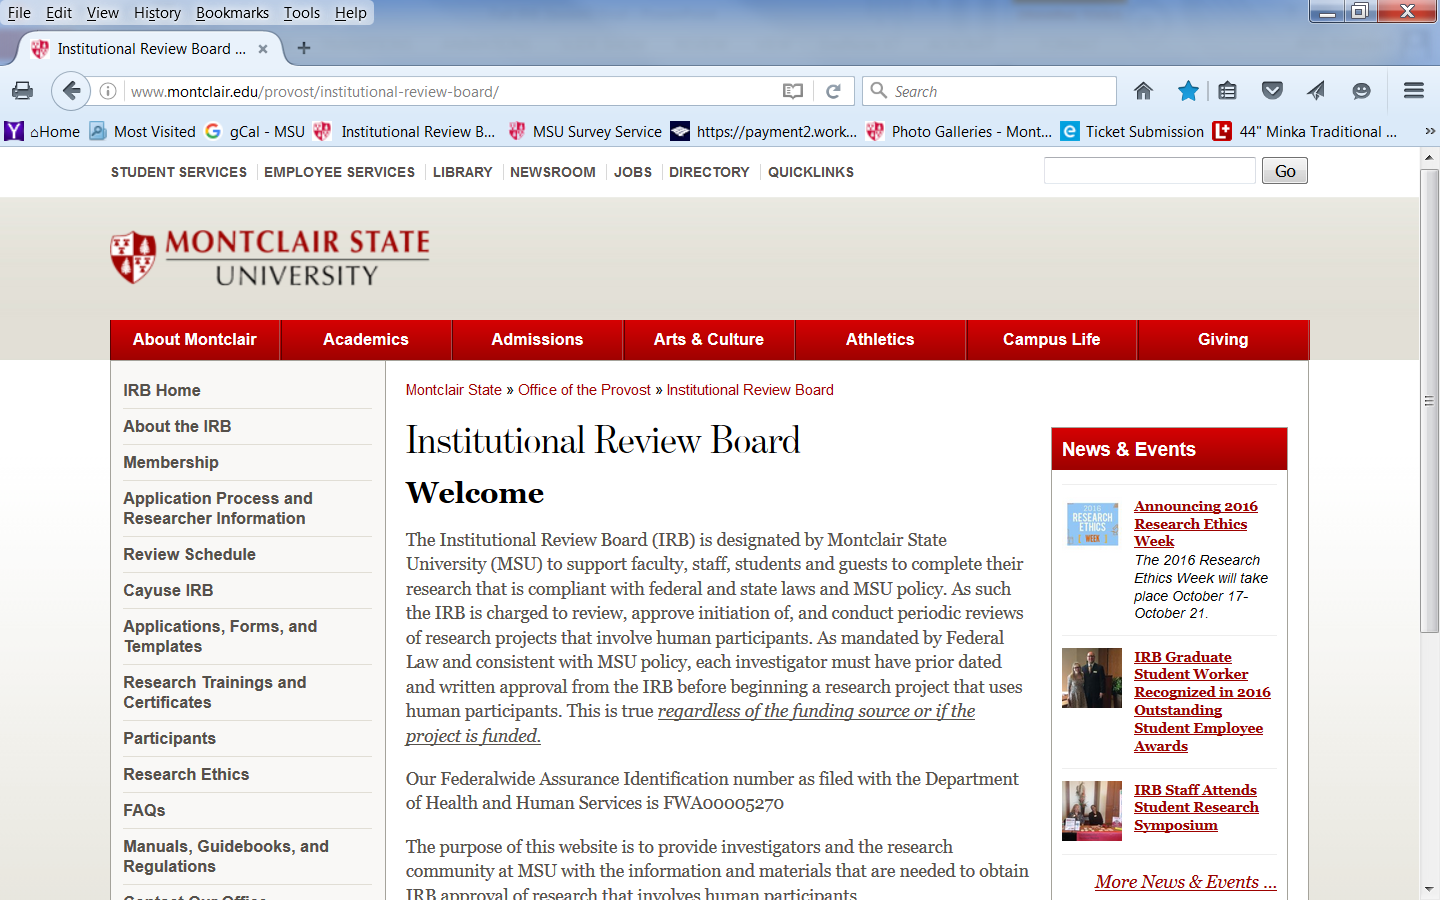 File Edit View History Bookmarks Tools Help
Institutional Review Board ...
www.montclair.edu/provost/institutional-review-board/
Search
Home Most Visited gCal - MSU Institutional Review B... MSU Survey Service https://payment2.work... Photo Galleries - Mont... Ticket Submission 44" Minka Traditional ... »
STUDENT SERVICES EMPLOYEE SERVICES LIBRARY NEWSROOM JOBS DIRECTORY QUICKLINKS
Go
MONTCLAIR STATE
UNIVERSITY
About Montclair Academics Admissions Arts & Culture Athletics Campus Life Giving
IRB Home
About the IRB
Membership
Application Process and
Researcher Information
Review Schedule
Cayuse IRB
Applications, Forms, and
Templates
Research Trainings and
Certificates
Participants
Research Ethics
FAQs
Manuals, Guidebooks, and
Regulations
Contact Our Office
Montclair State » Office of the Provost » Institutional Review Board
Institutional Review Board
Welcome
The Institutional Review Board (IRB) is designated by Montclair State
University (MSU) to support faculty, staff, students and guests to complete their
research that is compliant with federal and state laws and MSU policy. As such
the IRB is charged to review, approve initiation of, and conduct periodic reviews
of research projects that involve human participants. As mandated by Federal
Law and consistent with MSU policy, each investigator must have prior dated
and written approval from the IRB before beginning a research project that uses
human participants. This is true regardless of the funding source or if the
project is funded.
Our Federalwide Assurance Identification number as filed with the Department
of Health and Human Services is FWA00005270
The purpose of this website is to provide investigators and the research
community at MSU with the information and materials that are needed to obtain
IRB approval of research that involves human participants.
News & Events
2016
RESEARCH
ETHICS
WEEK
Announcing 2016
Research Ethics
Week
The 2016 Research
Ethics Week will take
place October 17-
October 21.
IRB Graduate
Student Worker
Recognized in 2016
Outstanding
Student Employee
Awards
IRB Staff Attends
Student Research
Symposium
More News & Events ...